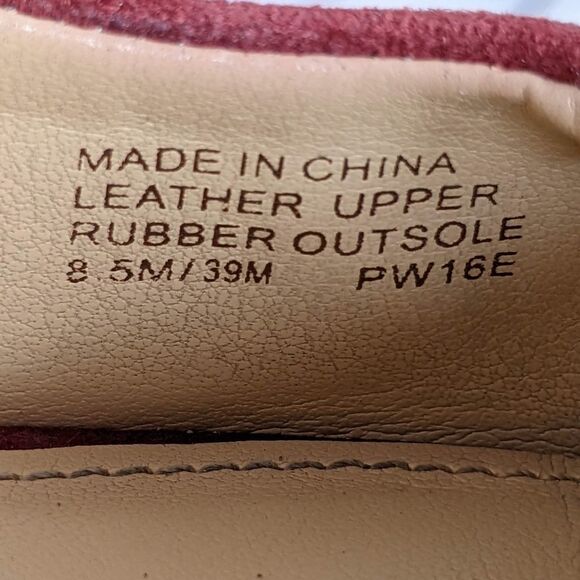 MADE IN CHINA
LEATHER UPPER
RUBBER OUTSOLE
8.5M/39M PW16E